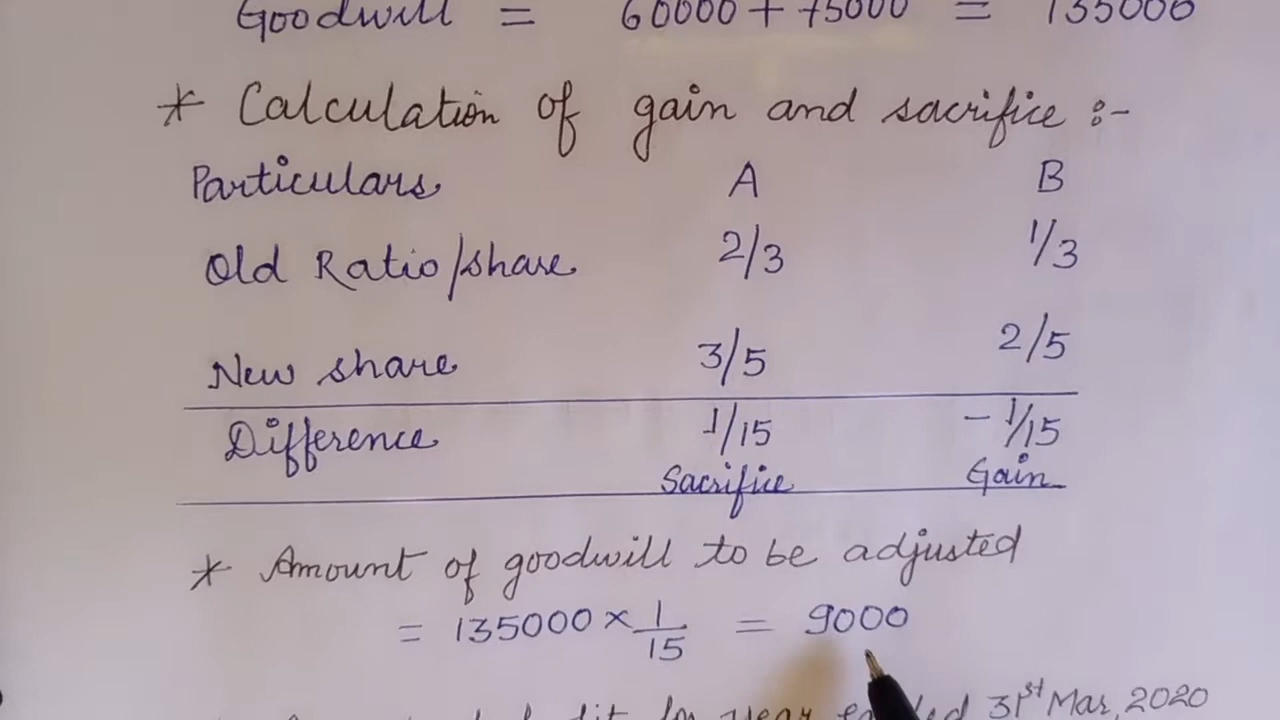 Goodwill = 60000 + 75000 = 135000
* Calculation of gain and sacrifice :-
Particulars A B
Old Ratio/share 2/3 1/3
New share 3/5 2/5
Difference 1/15 - 1/15
Sacrifice Gain
* Amount of goodwill to be adjusted
= 135000 × 1/15 = 9000
for year 31st Mar, 2020